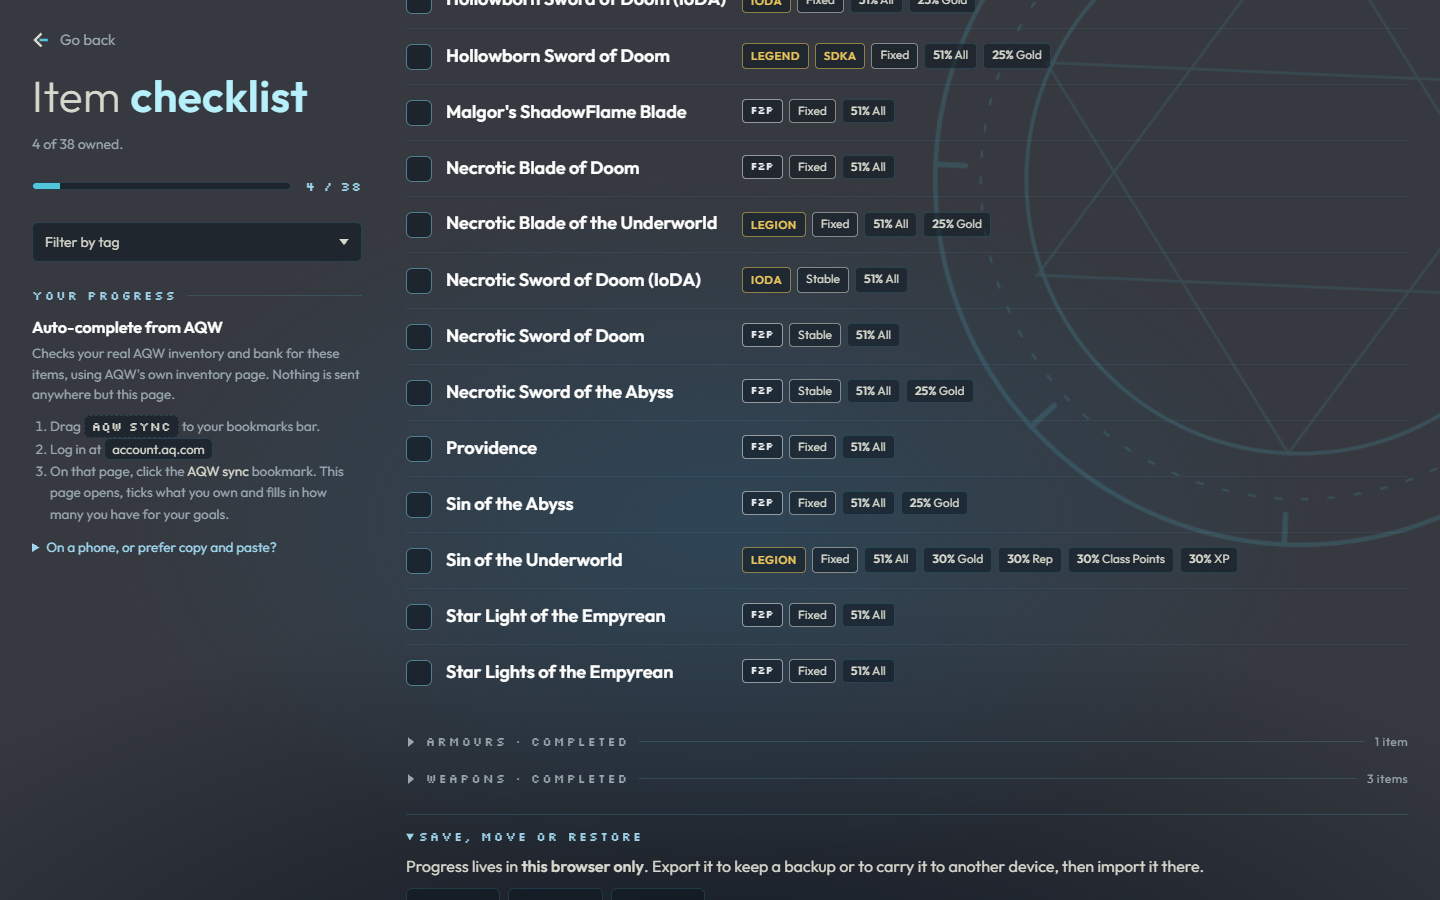 Go back
Item checklist
4 of 38 owned.
4 / 38
Filter by tag
YOUR PROGRESS
Auto-complete from AQW
Checks your real AQW inventory and bank for these
items, using AQW's own inventory page. Nothing is sent
anywhere but this page.
1. Drag AQW SYNC to your bookmarks bar.
2. Log in at account.aq.com
3. On that page, click the AQW sync bookmark. This
page opens, ticks what you own and fills in how
many you have for your goals.
On a phone, or prefer copy and paste?
Hollowborn Sword of Doom (IoDA) IODA Fixed 51% All 25% Gold
Hollowborn Sword of Doom LEGEND SDKA Fixed 51% All 25% Gold
Malgor's ShadowFlame Blade F2P Fixed 51% All
Necrotic Blade of Doom F2P Fixed 51% All
Necrotic Blade of the Underworld LEGION Fixed 51% All 25% Gold
Necrotic Sword of Doom (IoDA) IODA Stable 51% All
Necrotic Sword of Doom F2P Stable 51% All
Necrotic Sword of the Abyss F2P Stable 51% All 25% Gold
Providence F2P Fixed 51% All
Sin of the Abyss F2P Fixed 51% All 25% Gold
Sin of the Underworld LEGION Fixed 51% All 30% Gold 30% Rep 30% Class Points 30% XP
Star Light of the Empyrean F2P Fixed 51% All
Star Lights of the Empyrean F2P Fixed 51% All
ARMOURS · COMPLETED 1 item
WEAPONS · COMPLETED 3 items
SAVE, MOVE OR RESTORE
Progress lives in this browser only. Export it to keep a backup or to carry it to another device, then import it there.